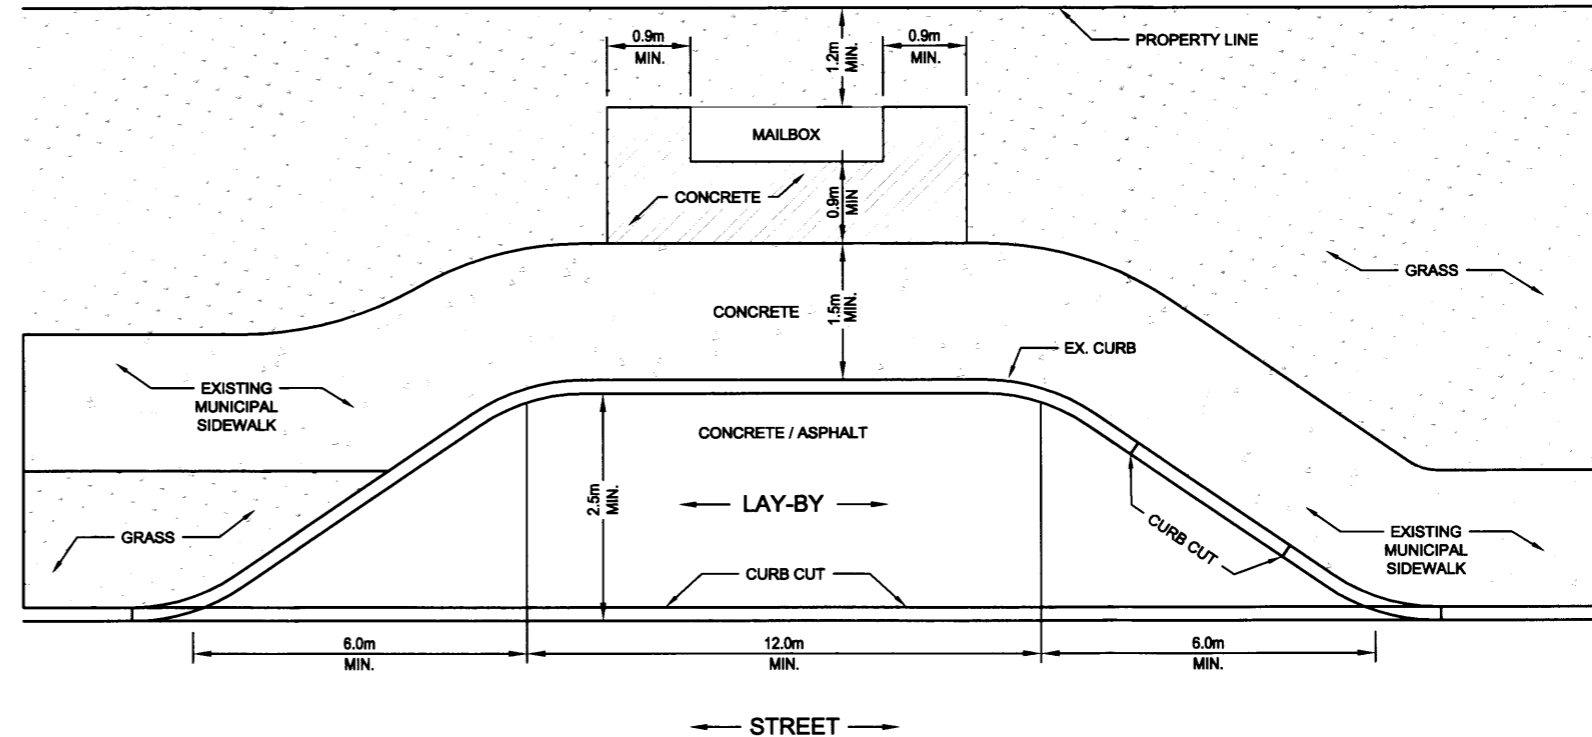 PROPERTY LINE
0.9m
MIN.
1.2m
MIN.
0.9m
MIN.
MAILBOX
CONCRETE
0.9m
MIN
GRASS
CONCRETE
1.5m
MIN.
EX. CURB
EXISTING
MUNICIPAL
SIDEWALK
CONCRETE / ASPHALT
2.5m
MIN.
LAY-BY
GRASS
CURB CUT
CURB CUT
EXISTING
MUNICIPAL
SIDEWALK
6.0m
MIN.
12.0m
MIN.
6.0m
MIN.
STREET